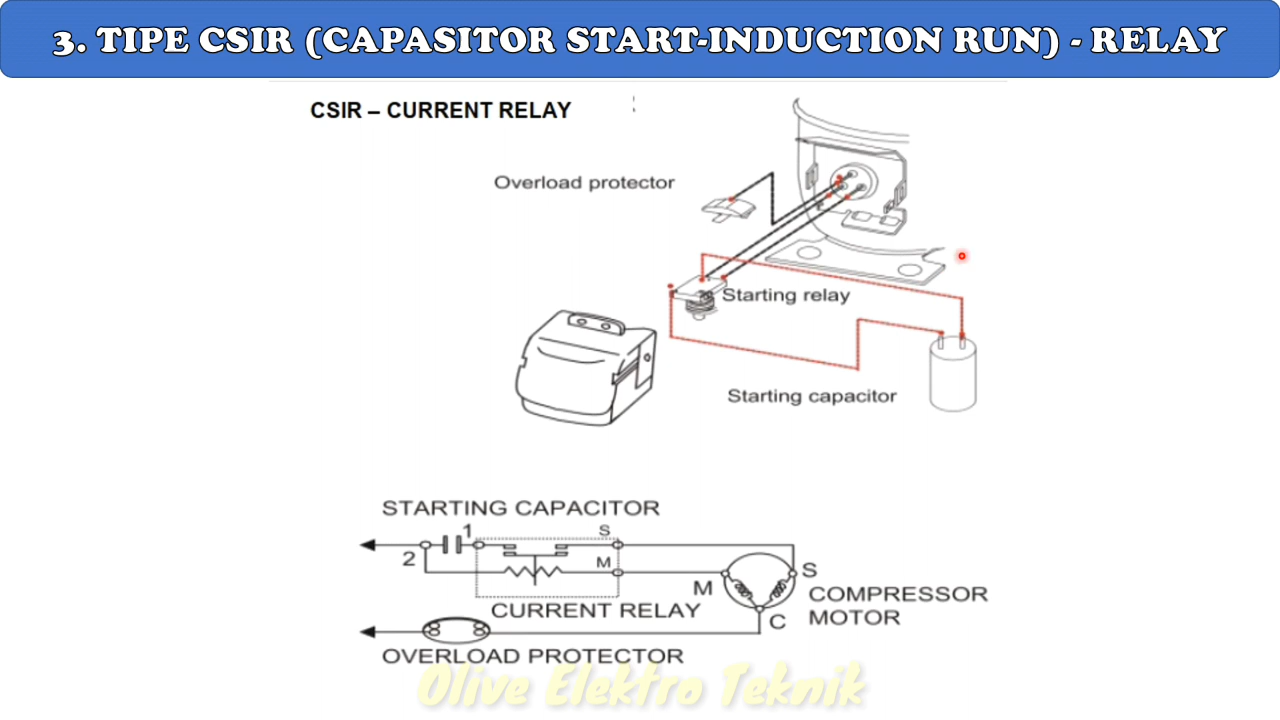 3. TIPE CSIR (CAPASITOR START-INDUCTION RUN) - RELAY
CSIR – CURRENT RELAY
Overload protector
Starting relay
Starting capacitor
STARTING CAPACITOR
1
S
2
M
M
S
COMPRESSOR
MOTOR
CURRENT RELAY
C
OVERLOAD PROTECTOR
Olive Elektro Teknik